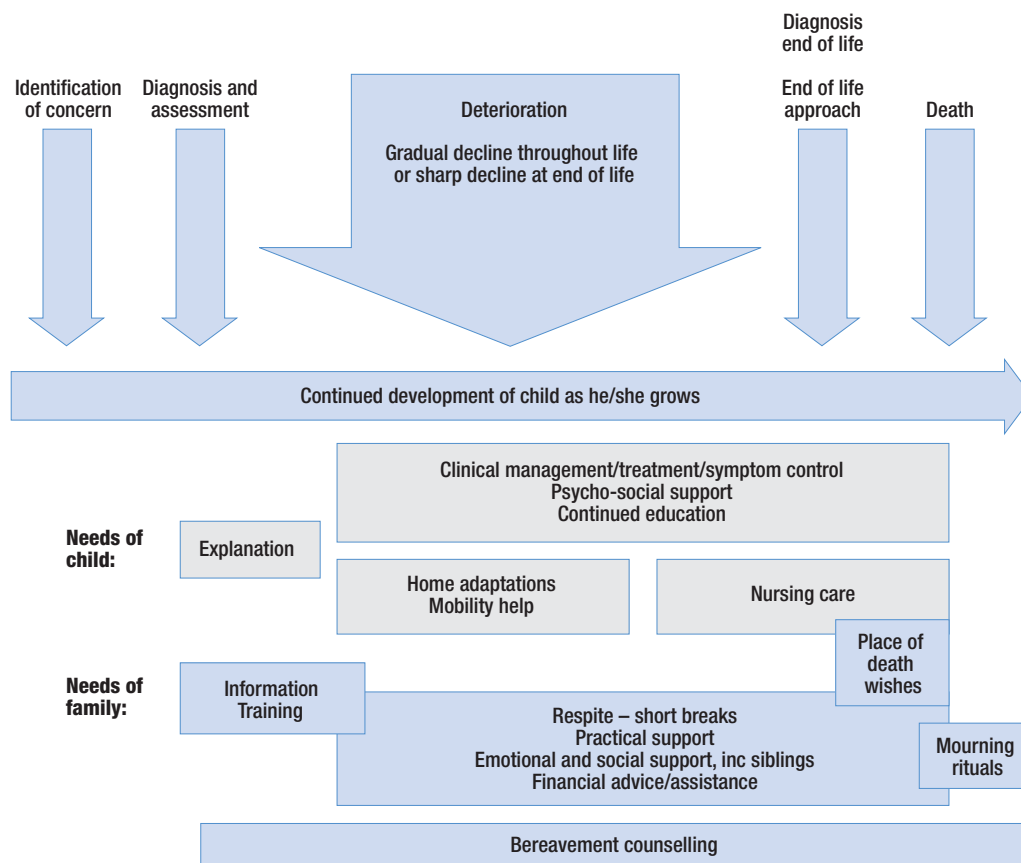 Identification
of concern
Diagnosis and
assessment
Deterioration
Gradual decline throughout life
or sharp decline at end of life
Diagnosis
end of life
End of life
approach
Death
Continued development of child as he/she grows
Needs of
child:
Explanation
Clinical management/treatment/symptom control
Psycho-social support
Continued education
Home adaptations
Mobility help
Nursing care
Place of
death
wishes
Needs of
family:
Information
Training
Respite – short breaks
Practical support
Emotional and social support, inc siblings
Financial advice/assistance
Mourning
rituals
Bereavement counselling